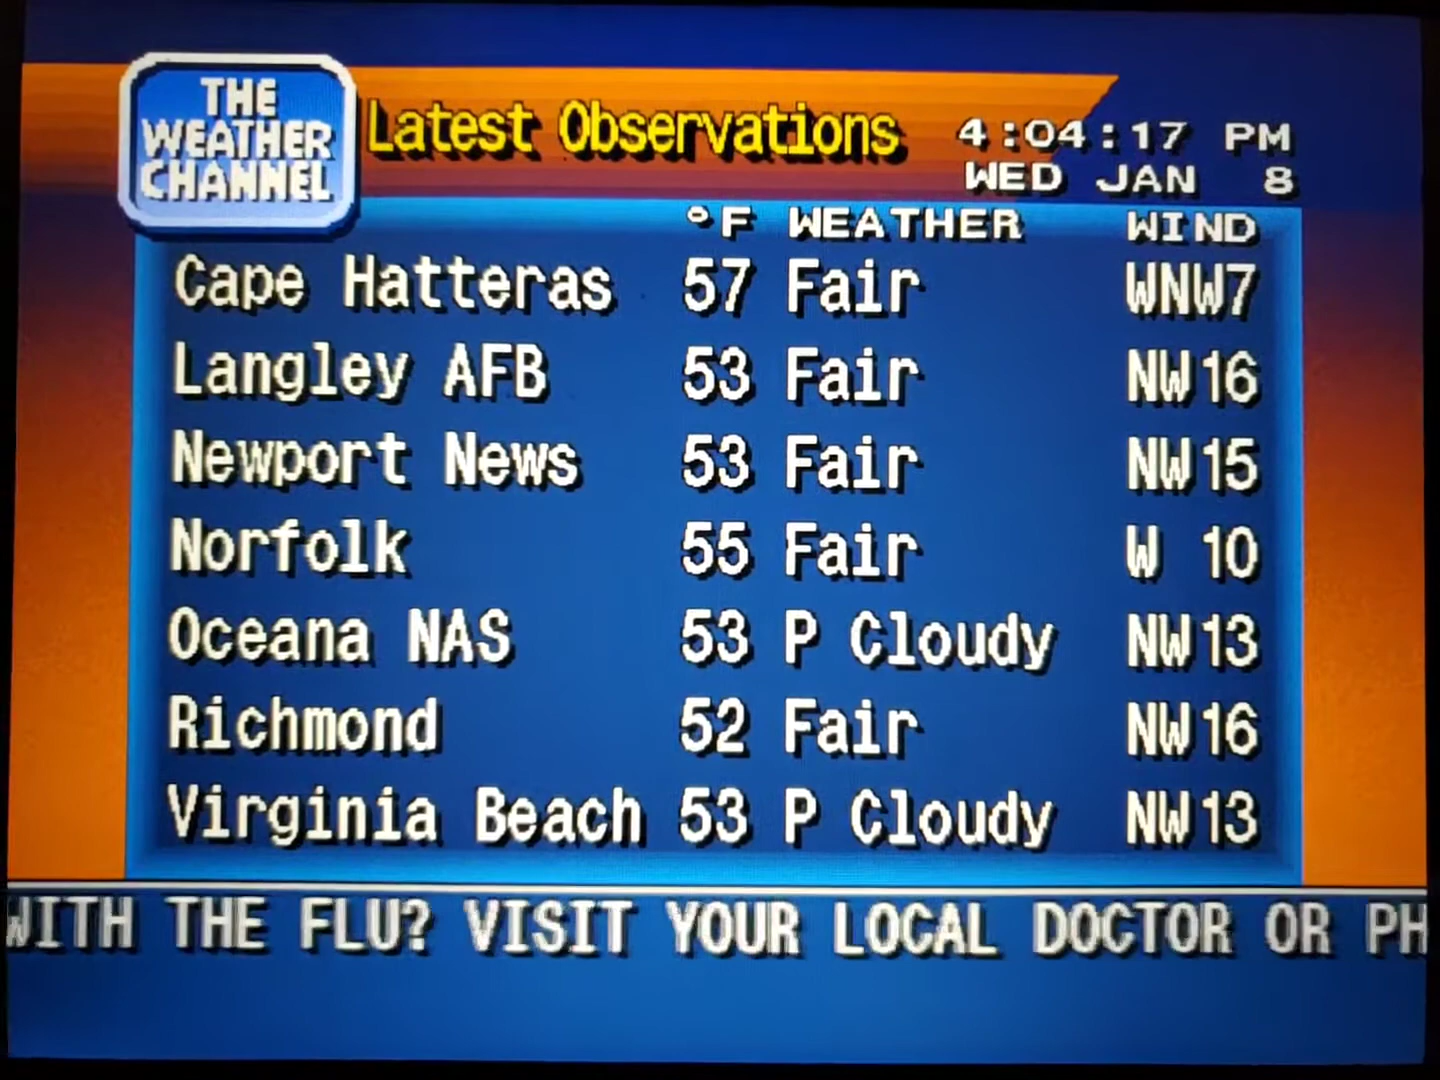 THE
WEATHER
CHANNEL
Latest Observations
4:04:17 PM
WED JAN 8
°F WEATHER WIND
Cape Hatteras 57 Fair WNW7
Langley AFB 53 Fair NW16
Newport News 53 Fair NW15
Norfolk 55 Fair W 10
Oceana NAS 53 P Cloudy NW13
Richmond 52 Fair NW16
Virginia Beach 53 P Cloudy NW13
WITH THE FLU? VISIT YOUR LOCAL DOCTOR OR PH